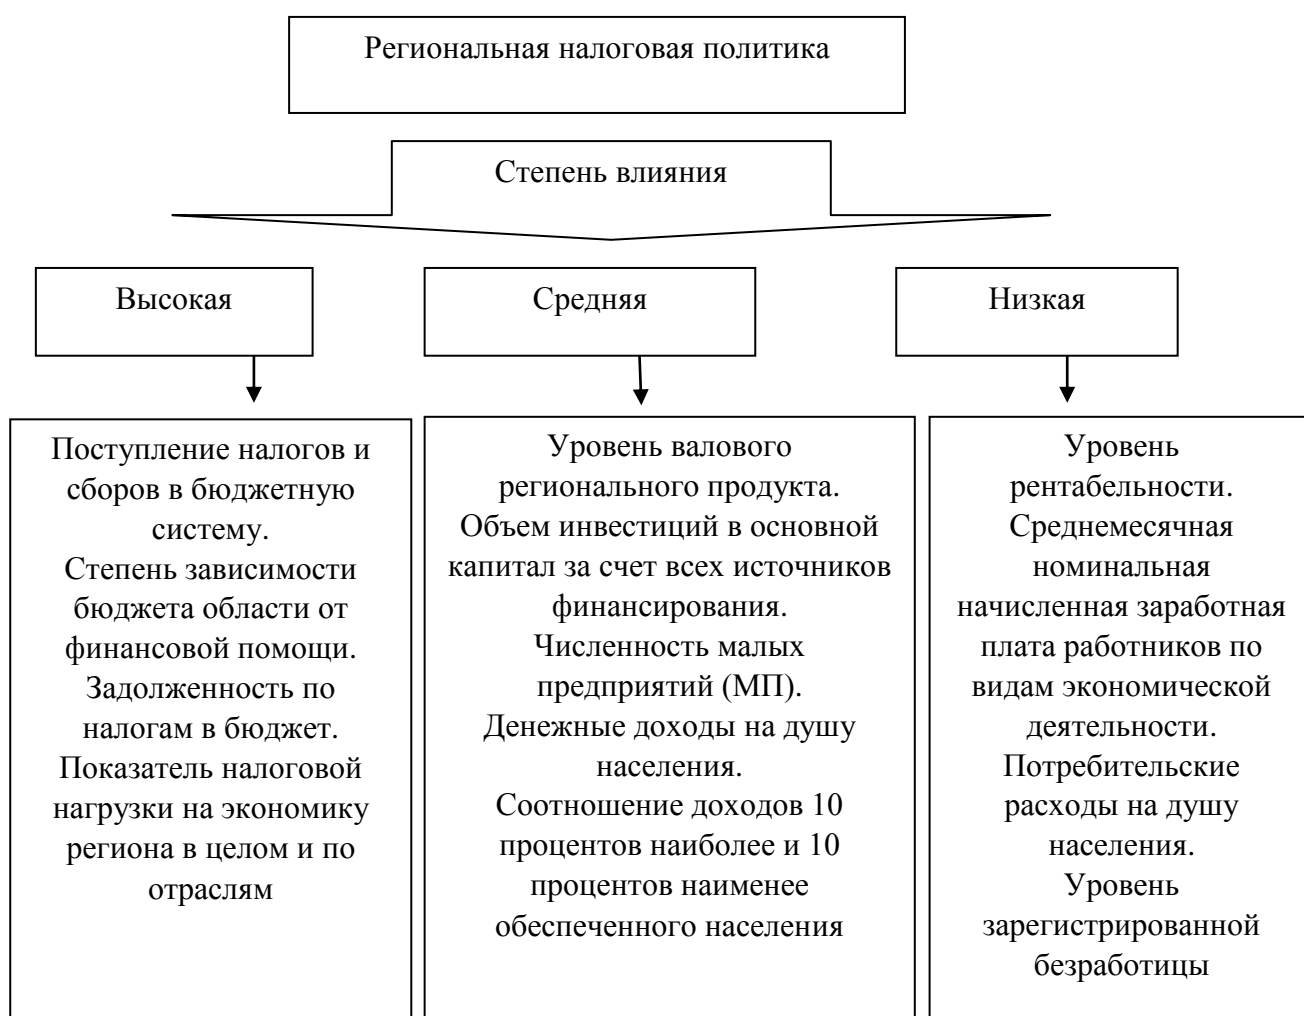 Региональная налоговая политика
Степень влияния
Высокая
Средняя
Низкая
Поступление налогов и
сборов в бюджетную
систему.
Степень зависимости
бюджета области от
финансовой помощи.
Задолженность по
налогам в бюджет.
Показатель налоговой
нагрузки на экономику
региона в целом и по
отраслям
Уровень валового
регионального продукта.
Объем инвестиций в основной
капитал за счет всех источников
финансирования.
Численность малых
предприятий (МП).
Денежные доходы на душу
населения.
Соотношение доходов 10
процентов наиболее и 10
процентов наименее
обеспеченного населения
Уровень
рентабельности.
Среднемесячная
номинальная
начисленная заработная
плата работников по
видам экономической
деятельности.
Потребительские
расходы на душу
населения.
Уровень
зарегистрированной
безработицы